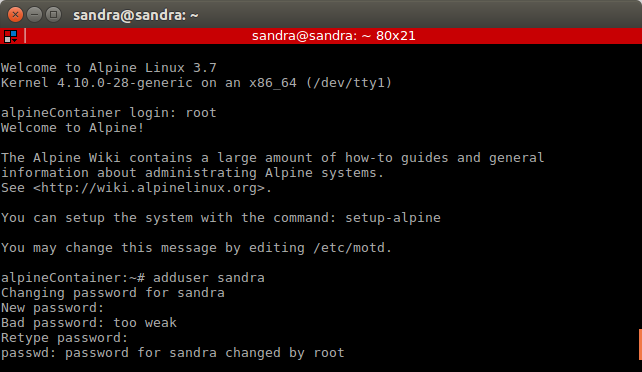 sandra@sandra: ~
sandra@sandra: ~ 80x21
Welcome to Alpine Linux 3.7
Kernel 4.10.0-28-generic on an x86_64 (/dev/tty1)
alpineContainer login: root
Welcome to Alpine!
The Alpine Wiki contains a large amount of how-to guides and general
information about administrating Alpine systems.
See <http://wiki.alpinelinux.org>.
You can setup the system with the command: setup-alpine
You may change this message by editing /etc/motd.
alpineContainer:~# adduser sandra
Changing password for sandra
New password:
Bad password: too weak
Retype password:
passwd: password for sandra changed by root